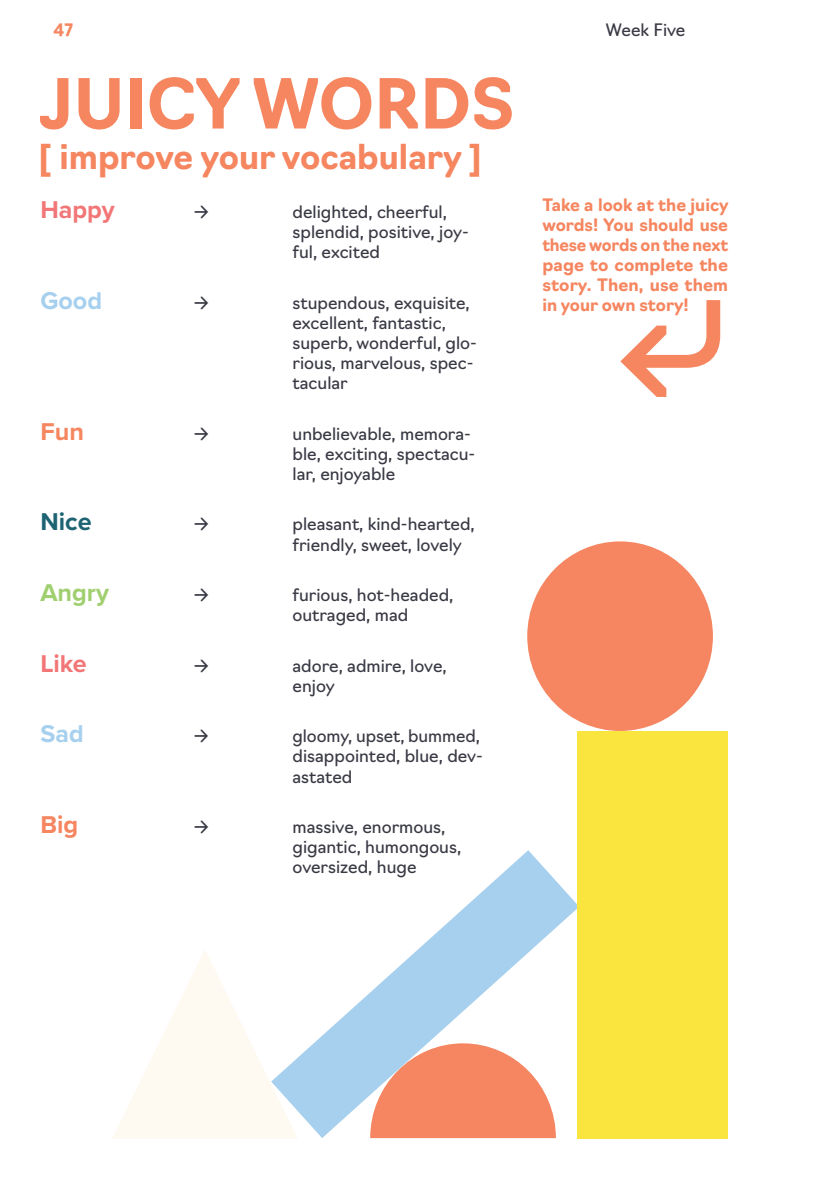 47
Week Five
JUICY WORDS
[ improve your vocabulary ]
Happy → delighted, cheerful,
splendid, positive, joy-
ful, excited
Good → stupendous, exquisite,
excellent, fantastic,
superb, wonderful, glo-
rious, marvelous, spec-
tacular
Fun → unbelievable, memora-
ble, exciting, spectacu-
lar, enjoyable
Nice → pleasant, kind-hearted,
friendly, sweet, lovely
Angry → furious, hot-headed,
outraged, mad
Like → adore, admire, love,
enjoy
Sad → gloomy, upset, bummed,
disappointed, blue, dev-
astated
Big → massive, enormous,
gigantic, humongous,
oversized, huge
Take a look at the juicy
words! You should use
these words on the next
page to complete the
story. Then, use them
in your own story!